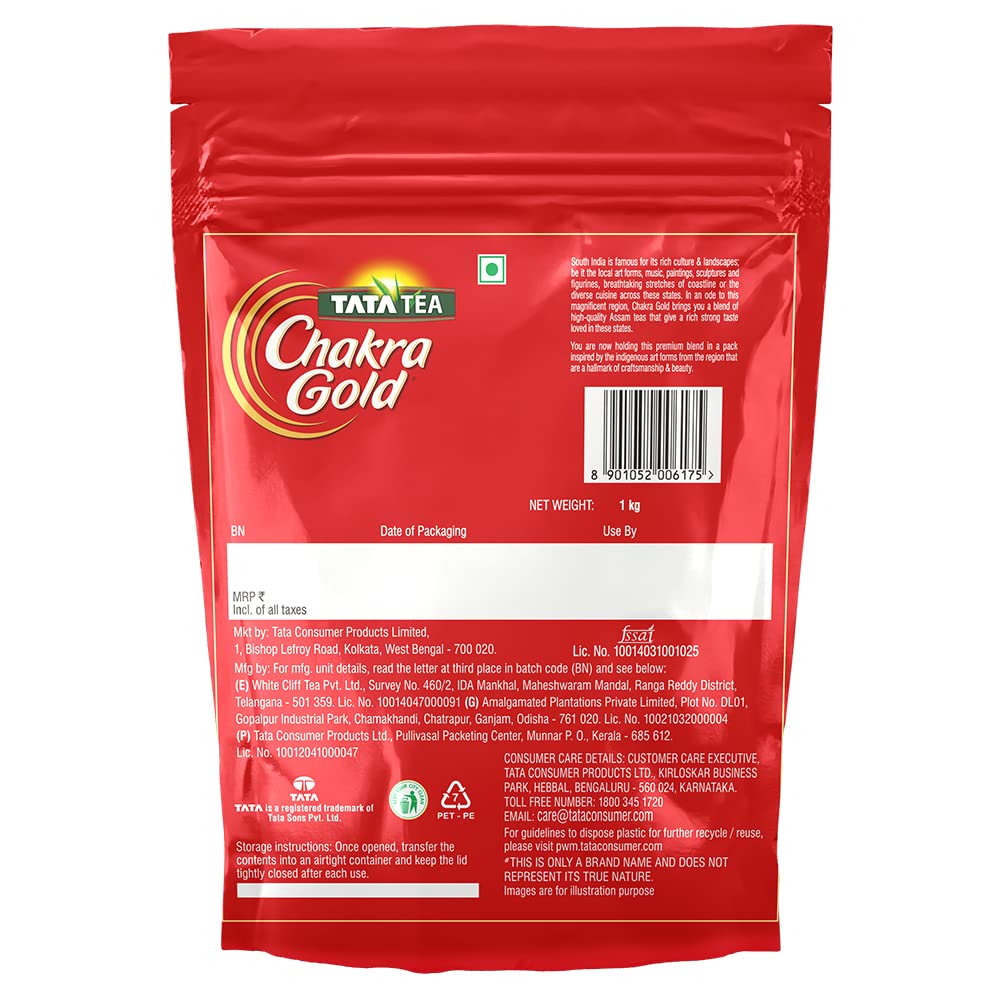 TATA TEA
Chakra
Gold
South India is famous for its rich culture & landscapes;
be it the local art forms, music, paintings, sculptures and
figurines, breathtaking stretches of coastline or the
diverse cuisine across these states. In an ode to this
magnificent region, Chakra Gold brings you a blend of
high-quality Assam teas that give a rich strong taste
loved in these states.
You are now holding this premium blend in a pack
inspired by the indigenous art forms from the region that
are a hallmark of craftsmanship & beauty.
8 901052 006175 >
NET WEIGHT: 1 kg
BN Date of Packaging Use By
MRP ₹
Incl. of all taxes
Mkt by: Tata Consumer Products Limited,
1, Bishop Lefroy Road, Kolkata, West Bengal - 700 020.
fssai
Lic. No. 10014031001025
Mfg by: For mfg. unit details, read the letter at third place in batch code (BN) and see below:
(E) White Cliff Tea Pvt. Ltd., Survey No. 460/2, IDA Mankhal, Maheshwaram Mandal, Ranga Reddy District,
Telangana - 501 359. Lic. No. 10014047000091 (G) Amalgamated Plantations Private Limited, Plot No. DL01,
Gopalpur Industrial Park, Chamakhandi, Chatrapur, Ganjam, Odisha - 761 020. Lic. No. 10021032000004
(P) Tata Consumer Products Ltd., Pullivasal Packeting Center, Munnar P. O., Kerala - 685 612.
Lic. No. 10012041000047
TATA
TATA is a registered trademark of
Tata Sons Pvt. Ltd.
KEEP YOUR CITY CLEAN
7
PET - PE
Storage instructions: Once opened, transfer the
contents into an airtight container and keep the lid
tightly closed after each use.
CONSUMER CARE DETAILS: CUSTOMER CARE EXECUTIVE,
TATA CONSUMER PRODUCTS LTD., KIRLOSKAR BUSINESS
PARK, HEBBAL, BENGALURU - 560 024, KARNATAKA.
TOLL FREE NUMBER: 1800 345 1720
EMAIL: care@tataconsumer.com
For guidelines to dispose plastic for further recycle / reuse,
please visit pwm.tataconsumer.com
#THIS IS ONLY A BRAND NAME AND DOES NOT
REPRESENT ITS TRUE NATURE.
Images are for illustration purpose